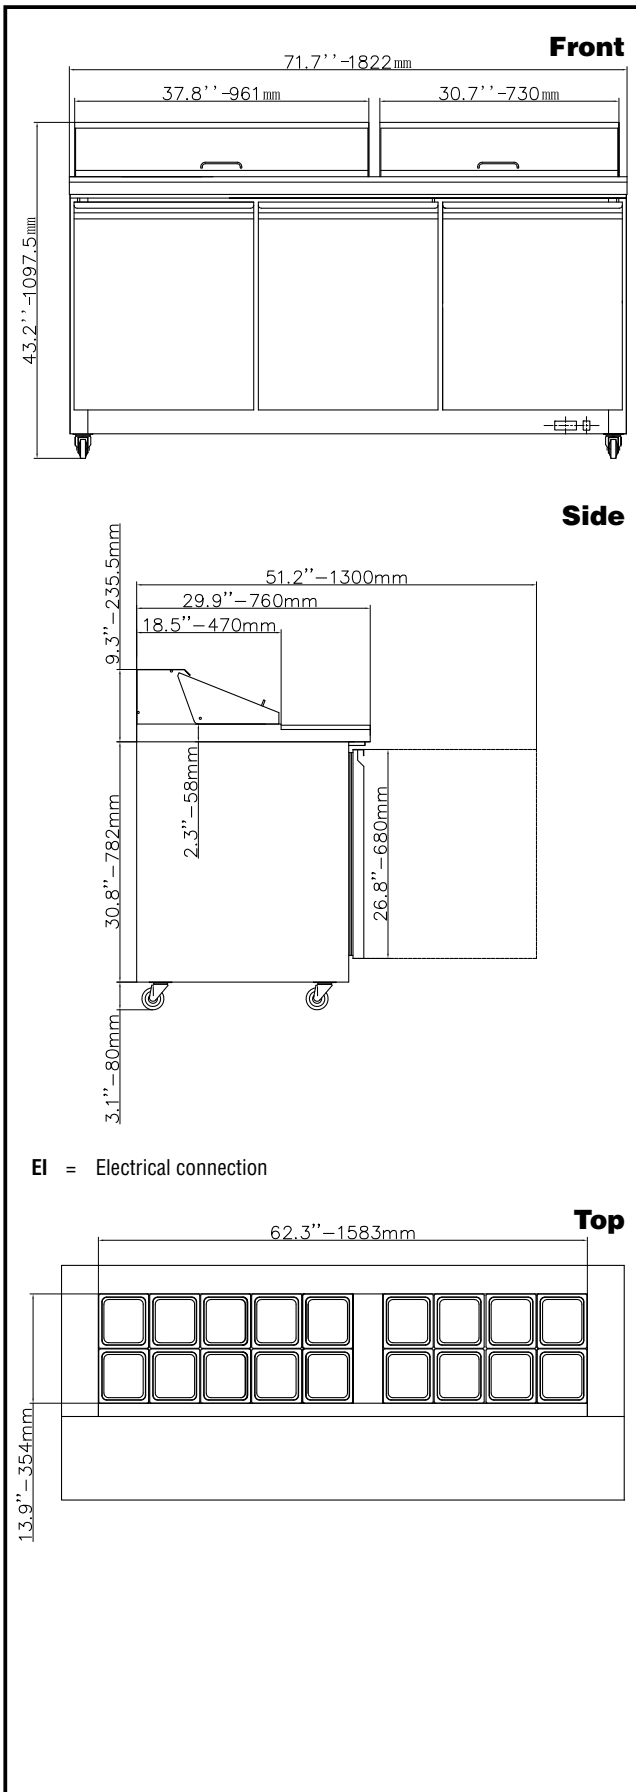 Front
71.7''-1822mm
37.8''-961mm
30.7''-730mm
43.2''-1097.5mm
Side
9.3”-235.5mm
51.2”-1300mm
29.9”-760mm
18.5”-470mm
2.3”-58mm
30.8”-782mm
26.8”-680mm
3.1”-80mm
EI = Electrical connection
Top
62.3”-1583mm
13.9”-354mm